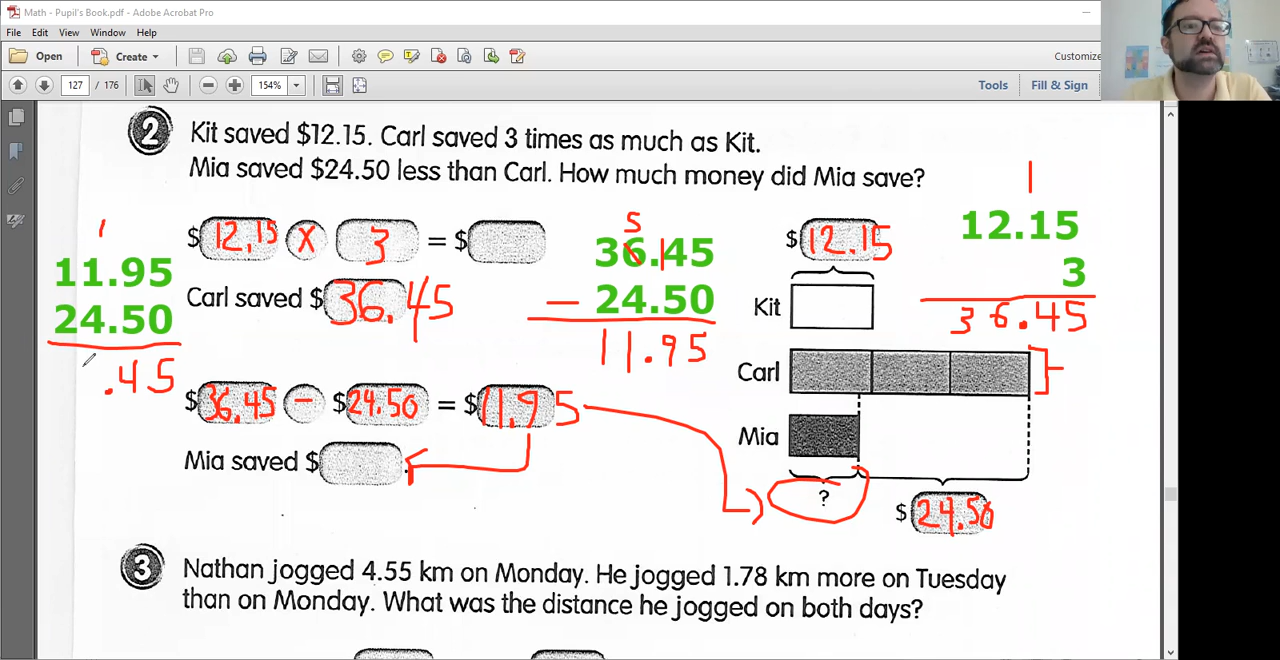 Math - Pupil's Book.pdf - Adobe Acrobat Pro
File Edit View Window Help
Open Create Customize
127 / 176 154% Tools Fill & Sign
2 Kit saved $12.15. Carl saved 3 times as much as Kit.
Mia saved $24.50 less than Carl. How much money did Mia save?
$ 12.15 x 3 = $
Carl saved $ 36.45
$ 36.45 - $ 24.50 = $ 11.95
Mia saved $ .
1
11.95
24.50
.45
5
36.145
- 24.50
11.95
$ 12.15
Kit
Carl
Mia
?
$ 24.50
1
12.15
3
36.45
3 Nathan jogged 4.55 km on Monday. He jogged 1.78 km more on Tuesday
than on Monday. What was the distance he jogged on both days?